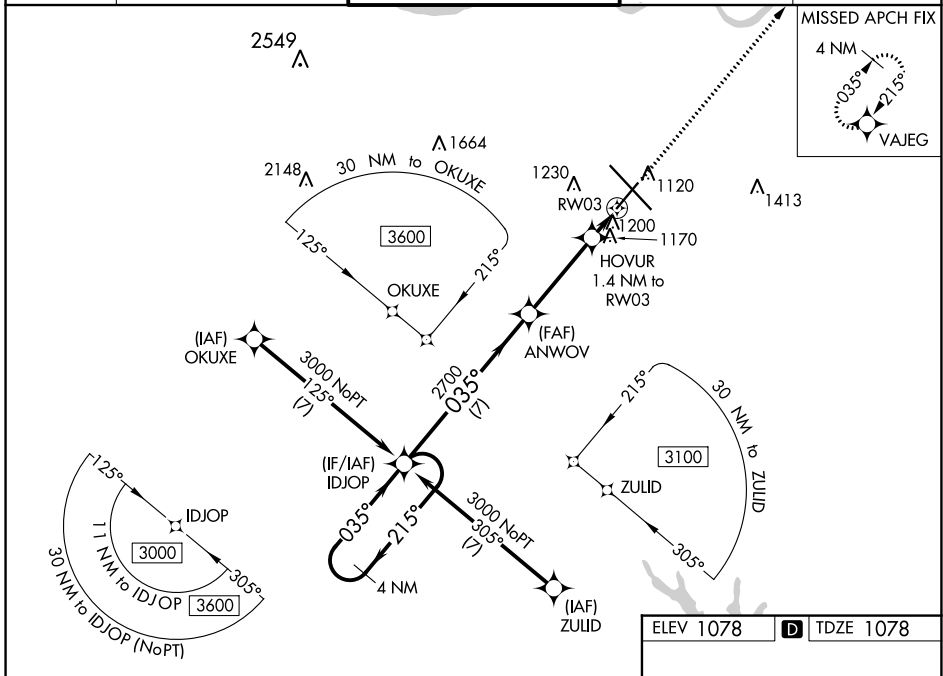 MISSED APCH FIX
4 NM
035°
215°
VAJEG
2549
1664
2148
30 NM to OKUXE
3600
125°
215°
OKUXE
1230
1120
1413
RW03
1200
1170
HOVUR
1.4 NM to
RW03
(FAF)
ANWOV
(IAF)
OKUXE
3000 NoPT
125°
(7)
2700
035°
(7)
(IF/IAF)
IDJOP
035°
215°
4 NM
3000 NoPT
305°
(7)
(IAF)
ZULID
215°
30 NM to ZULID
3100
ZULID
305°
125°
IDJOP
3000
305°
11 NM to IDJOP
3600
30 NM to IDJOP (NoPT)
ELEV 1078 D TDZE 1078